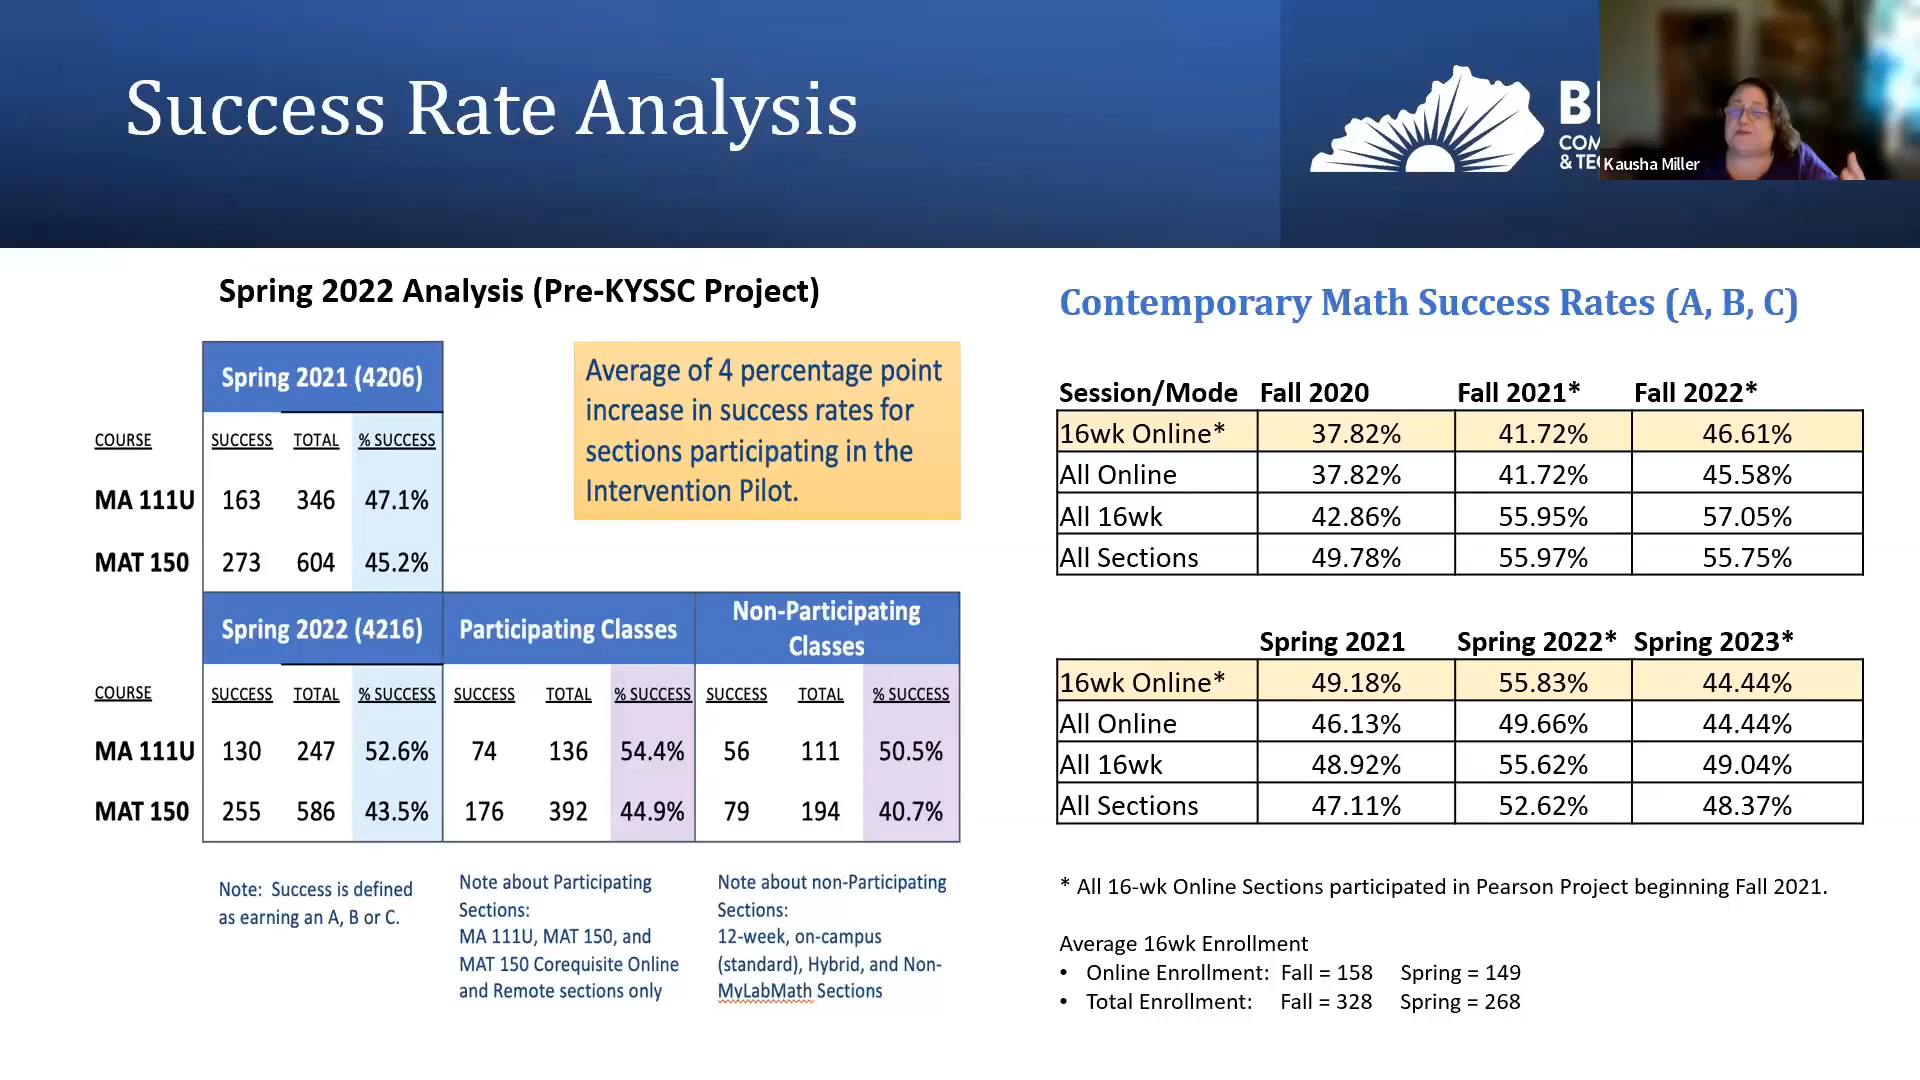 Success Rate Analysis
COM
& TE
Kausha Miller
Spring 2022 Analysis (Pre-KYSSC Project)
Spring 2021 (4206)
COURSE SUCCESS TOTAL % SUCCESS
MA 111U 163 346 47.1%
MAT 150 273 604 45.2%
Average of 4 percentage point
increase in success rates for
sections participating in the
Intervention Pilot.
Spring 2022 (4216) Participating Classes Non-Participating
Classes
COURSE SUCCESS TOTAL % SUCCESS SUCCESS TOTAL % SUCCESS SUCCESS TOTAL % SUCCESS
MA 111U 130 247 52.6% 74 136 54.4% 56 111 50.5%
MAT 150 255 586 43.5% 176 392 44.9% 79 194 40.7%
Note: Success is defined
as earning an A, B or C.
Note about Participating
Sections:
MA 111U, MAT 150, and
MAT 150 Corequisite Online
and Remote sections only
Note about non-Participating
Sections:
12-week, on-campus
(standard), Hybrid, and Non-
MyLabMath Sections
Contemporary Math Success Rates (A, B, C)
Session/Mode Fall 2020 Fall 2021* Fall 2022*
16wk Online* 37.82% 41.72% 46.61%
All Online 37.82% 41.72% 45.58%
All 16wk 42.86% 55.95% 57.05%
All Sections 49.78% 55.97% 55.75%
Spring 2021 Spring 2022* Spring 2023*
16wk Online* 49.18% 55.83% 44.44%
All Online 46.13% 49.66% 44.44%
All 16wk 48.92% 55.62% 49.04%
All Sections 47.11% 52.62% 48.37%
* All 16-wk Online Sections participated in Pearson Project beginning Fall 2021.
Average 16wk Enrollment
• Online Enrollment: Fall = 158 Spring = 149
• Total Enrollment: Fall = 328 Spring = 268